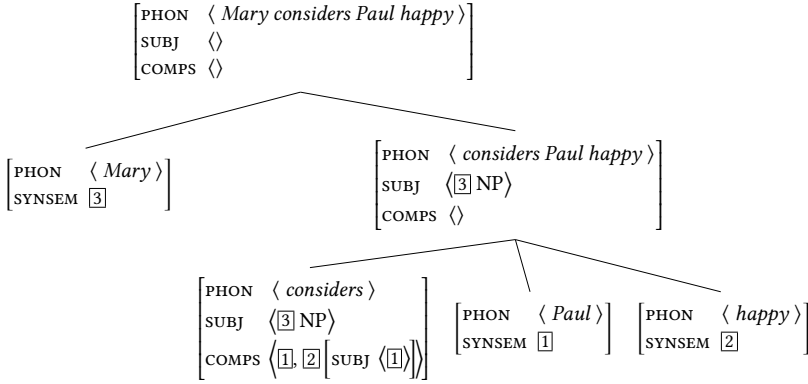 PHON ⟨ Mary considers Paul happy ⟩
SUBJ ⟨⟩
COMPS ⟨⟩
PHON ⟨ Mary ⟩
SYNSEM 3
PHON ⟨ considers Paul happy ⟩
SUBJ ⟨3 NP⟩
COMPS ⟨⟩
PHON ⟨ considers ⟩
SUBJ ⟨3 NP⟩
COMPS ⟨1, 2[SUBJ ⟨1⟩]⟩
PHON ⟨ Paul ⟩
SYNSEM 1
PHON ⟨ happy ⟩
SYNSEM 2